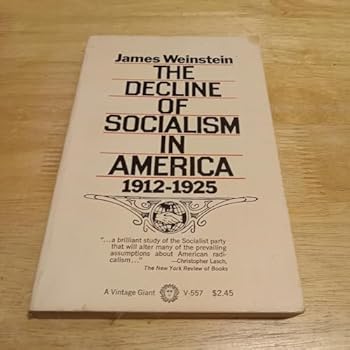 James Weinstein
THE
DECLINE
OF
SOCIALISM
IN
AMERICA
1912-1925
"...a brilliant study of the Socialist party
that will alter many of the prevailing
assumptions about American radi-
calism..." —Christopher Lasch,
The New York Review of Books
A Vintage Giant V-557 $2.45